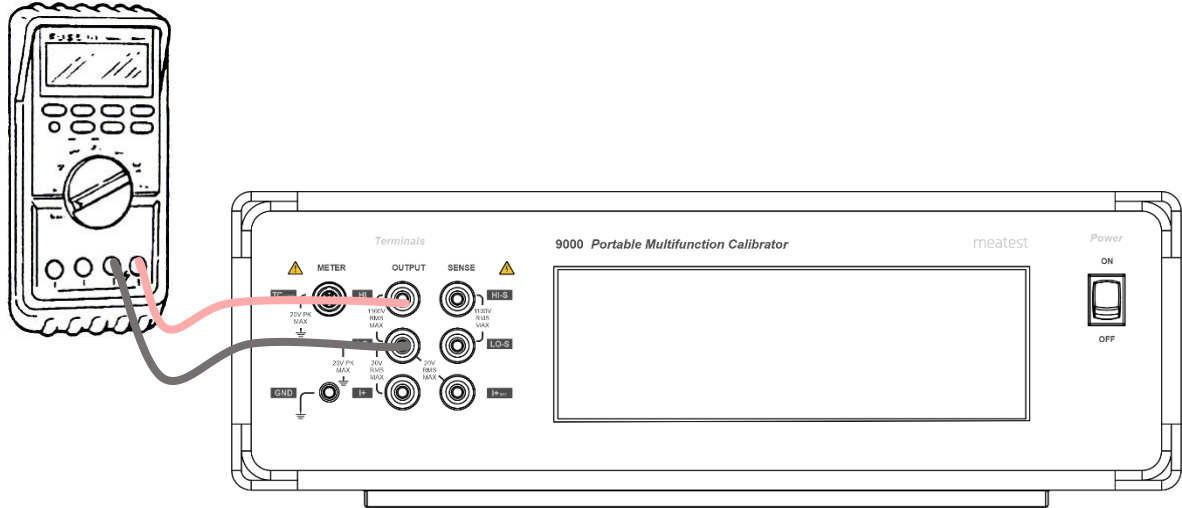 Terminals
9000 Portable Multifunction Calibrator
meatest
Power
METER
OUTPUT
SENSE
ON
HI
HI-S
20V PK
MAX
1100V
RMS
MAX
1100V
RMS
MAX
LO-S
OFF
20V PK
MAX
20V
RMS
MAX
20V
RMS
MAX
GND
I+
I+